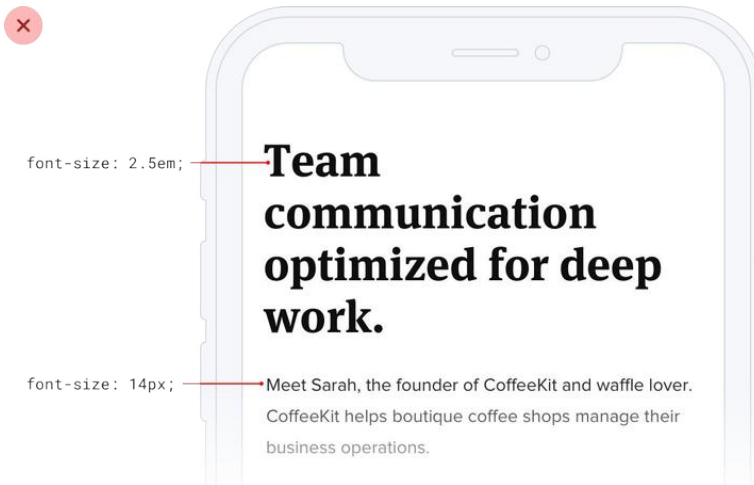 font-size: 2.5em;
Team
communication
optimized for deep
work.
font-size: 14px;
Meet Sarah, the founder of CoffeeKit and waffle lover.
CoffeeKit helps boutique coffee shops manage their
business operations.